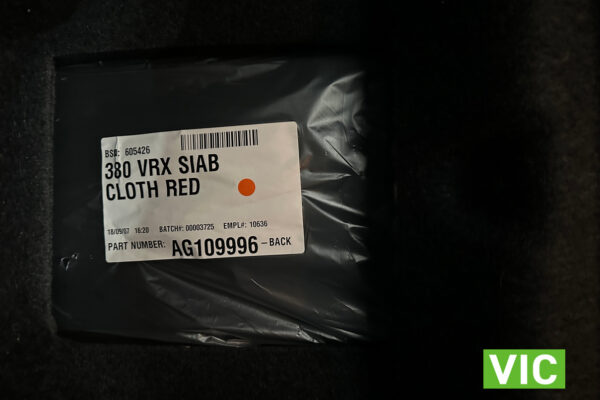 BS#: 605426
380 VRX SIAB
CLOTH RED
18/09/07 16:20 BATCH#: 00003725 EMPL#: 10636
PART NUMBER: AG109996-BACK
VIC